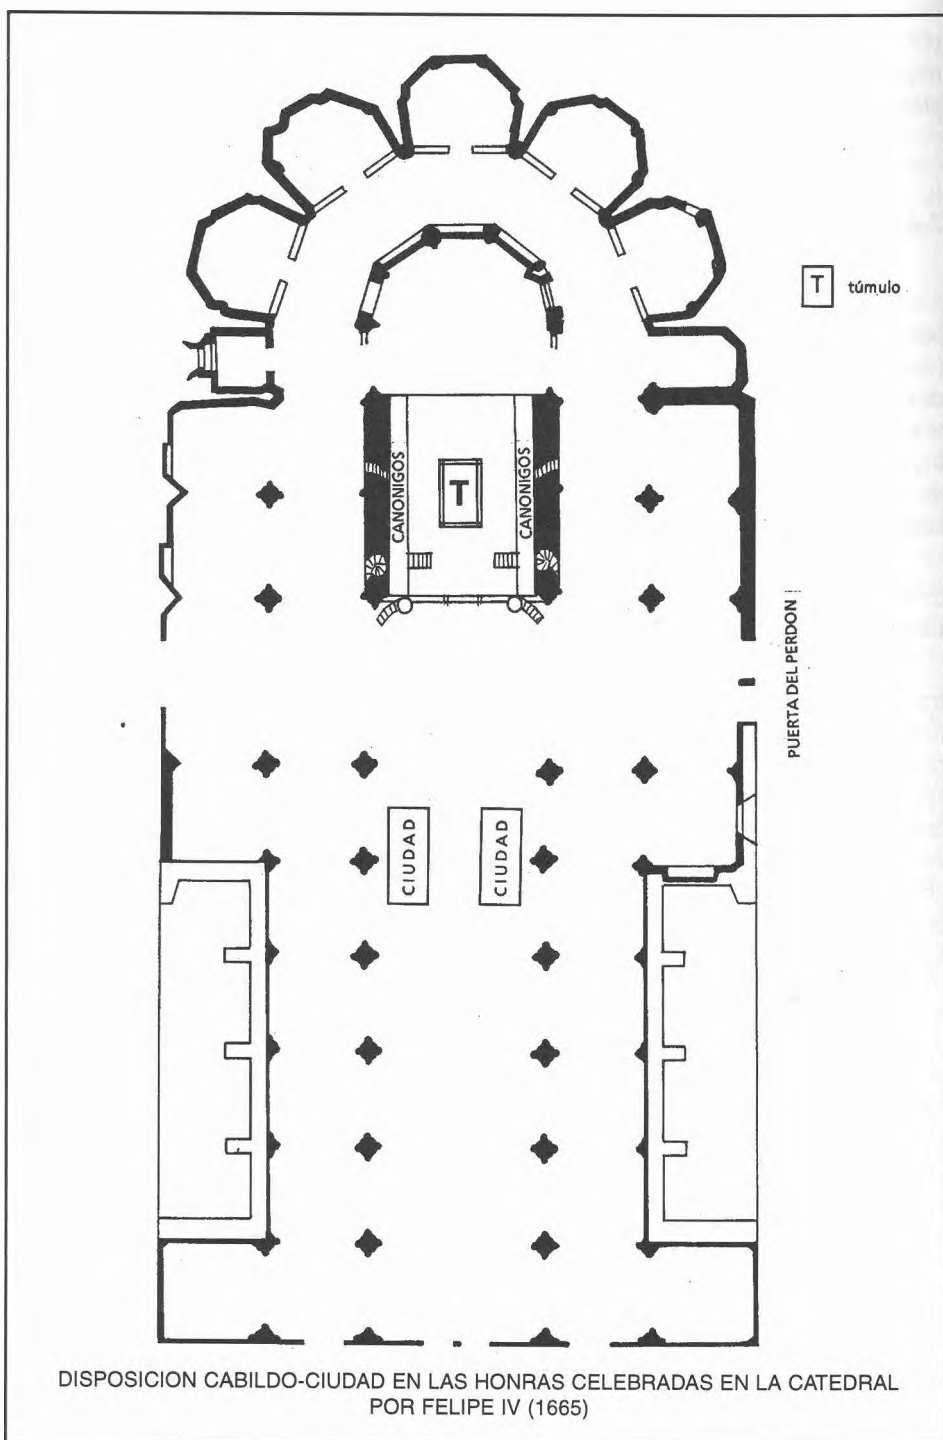 T túmulo
CANONIGOS
T
CANONIGOS
PUERTA DEL PERDON
CIUDAD
CIUDAD
DISPOSICION CABILDO-CIUDAD EN LAS HONRAS CELEBRADAS EN LA CATEDRAL
POR FELIPE IV (1665)